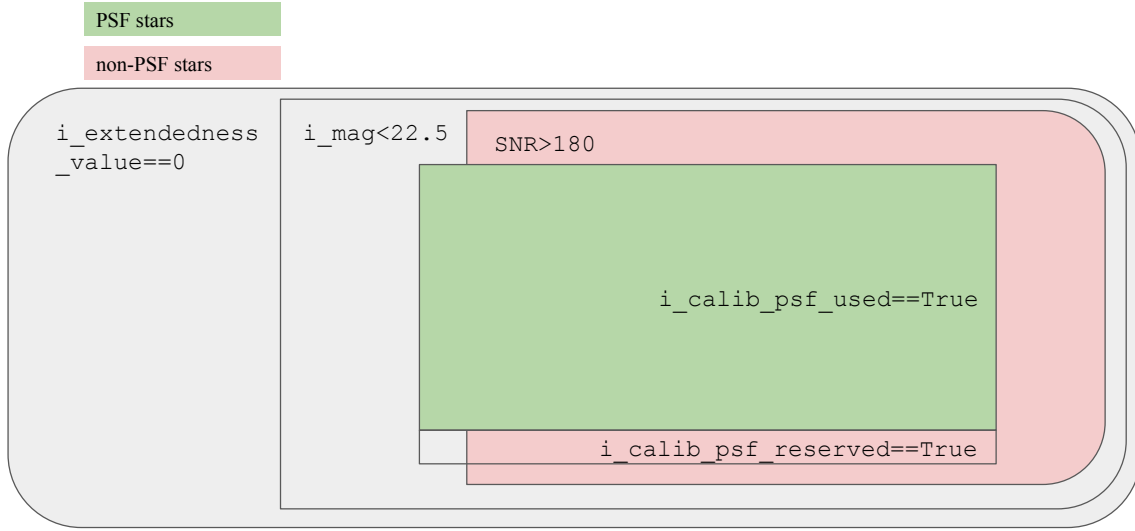 PSF stars
non-PSF stars
i_extendedness
_value==0
i_mag<22.5
SNR>180
i_calib_psf_used==True
i_calib_psf_reserved==True